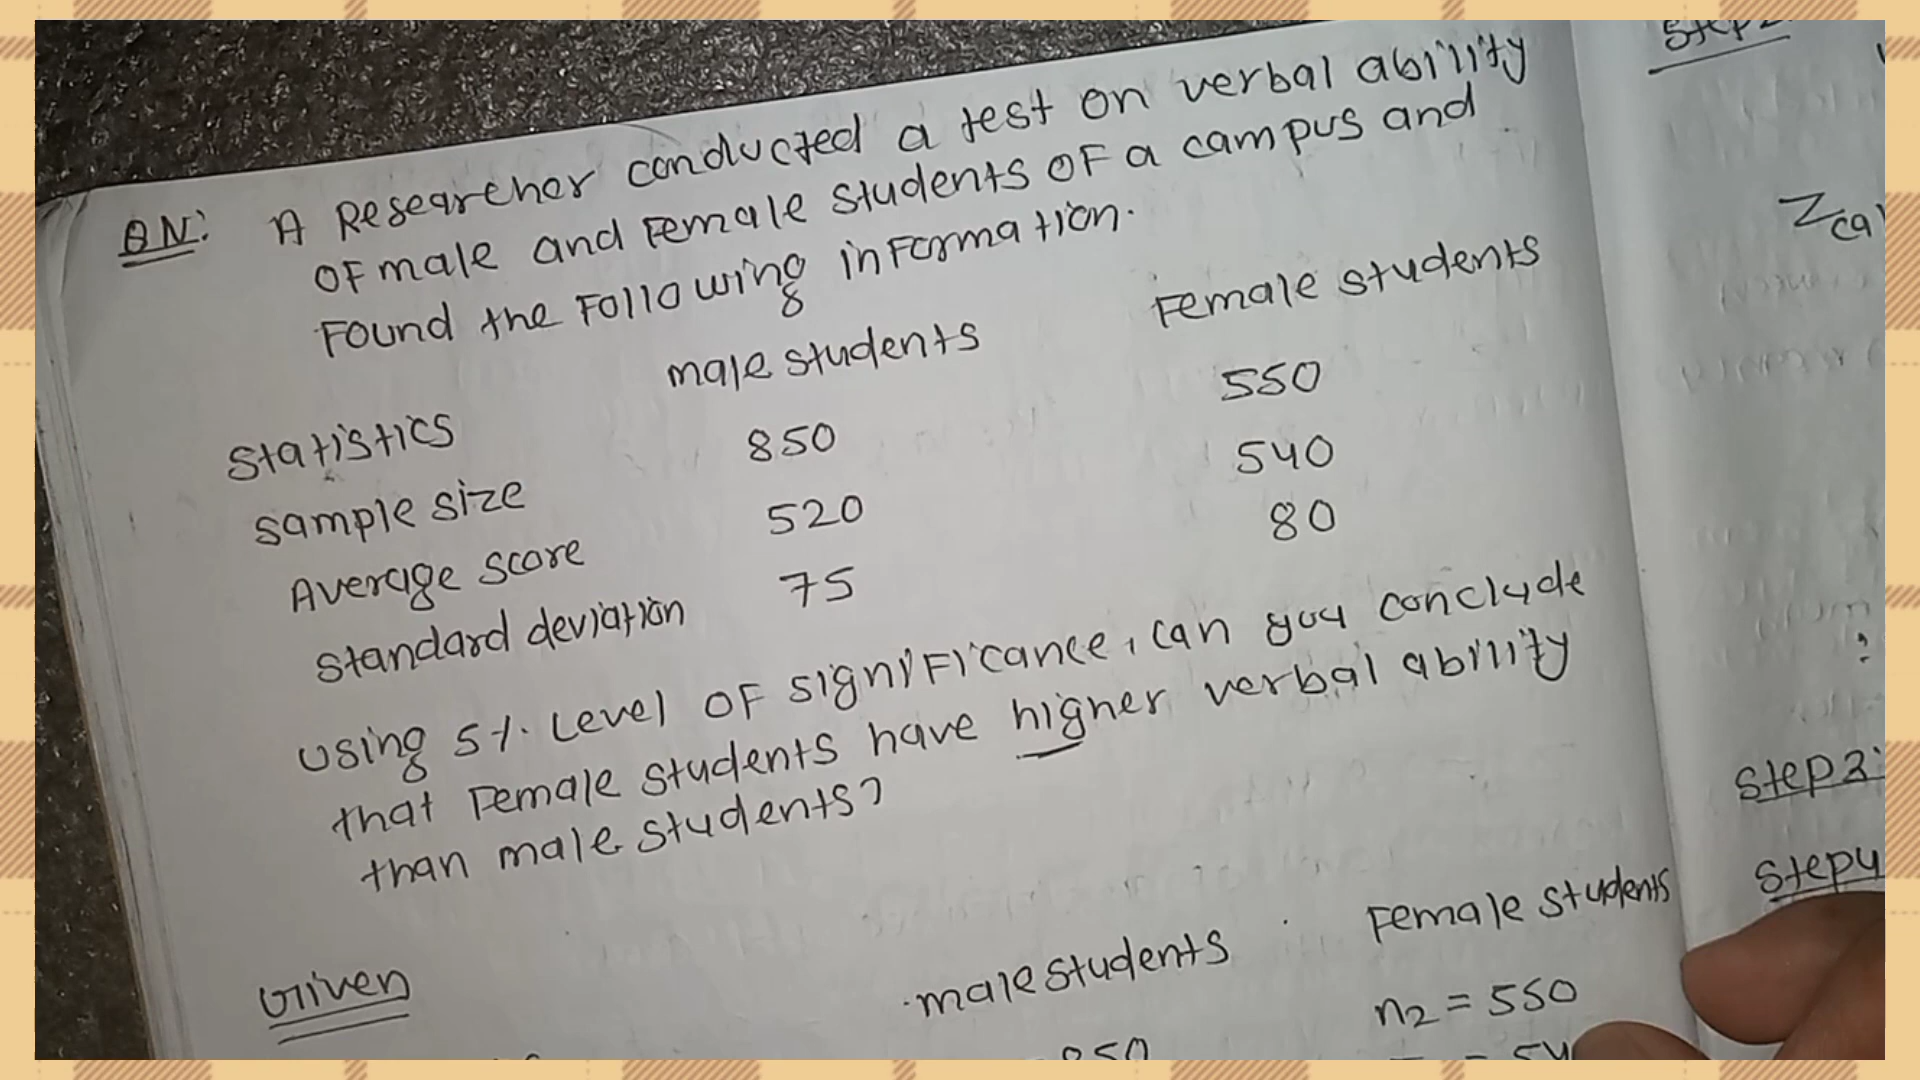 QN: A Researcher conducted a test on verbal ability
OF male and Female students OF a campus and
Found the Following information.
male students Female students
Statistics
850 550
sample size
520 540
Average score
75 80
standard deviation
using 5%. Level OF significance, can you conclude
that Female students have higher verbal ability
than male students?
Given
male students Female students
n2 = 550
850
Step2
Zcal
Step3:
Step4